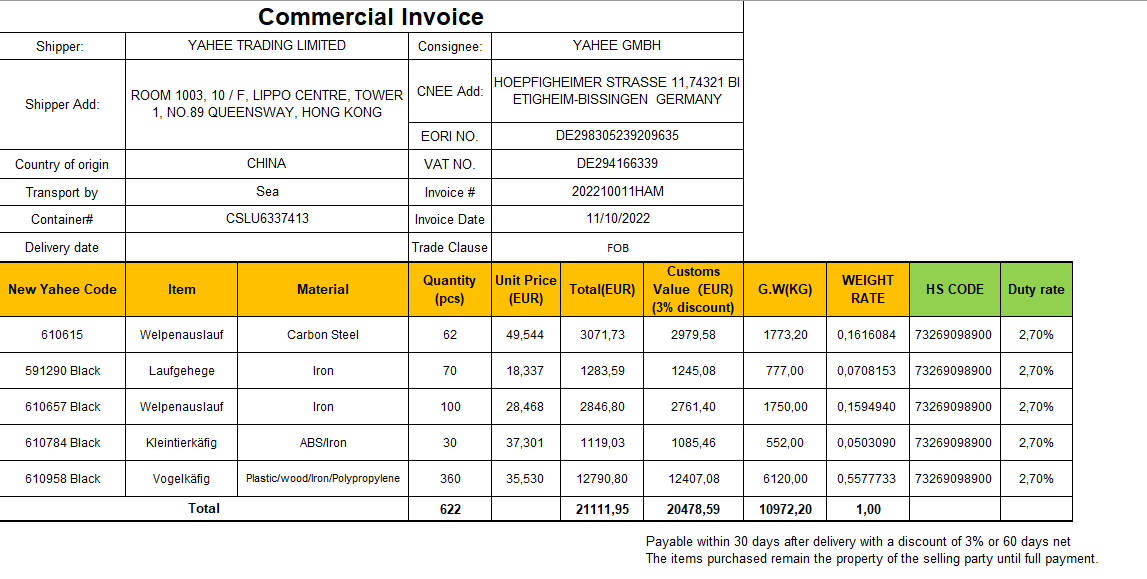 Commercial Invoice
Shipper: YAHEE TRADING LIMITED Consignee: YAHEE GMBH
Shipper Add: ROOM 1003, 10 / F, LIPPO CENTRE, TOWER
1, NO.89 QUEENSWAY, HONG KONG
CNEE Add: HOEPFIGHEIMER STRASSE 11,74321 BI
ETIGHEIM-BISSINGEN GERMANY
EORI NO. DE298305239209635
Country of origin CHINA VAT NO. DE294166339
Transport by Sea Invoice # 202210011HAM
Container# CSLU6337413 Invoice Date 11/10/2022
Delivery date Trade Clause FOB
New Yahee Code Item Material Quantity (pcs) Unit Price (EUR) Total(EUR) Customs Value (EUR) (3% discount) G.W(KG) WEIGHT RATE HS CODE Duty rate
610615 Welpenauslauf Carbon Steel 62 49,544 3071,73 2979,58 1773,20 0,1616084 73269098900 2,70%
591290 Black Laufgehege Iron 70 18,337 1283,59 1245,08 777,00 0,0708153 73269098900 2,70%
610657 Black Welpenauslauf Iron 100 28,468 2846,80 2761,40 1750,00 0,1594940 73269098900 2,70%
610784 Black Kleintierkäfig ABS/Iron 30 37,301 1119,03 1085,46 552,00 0,0503090 73269098900 2,70%
610958 Black Vogelkäfig Plastic/wood/Iron/Polypropylene 360 35,530 12790,80 12407,08 6120,00 0,5577733 73269098900 2,70%
Total 622 21111,95 20478,59 10972,20 1,00
Payable within 30 days after delivery with a discount of 3% or 60 days net
The items purchased remain the property of the selling party until full payment.